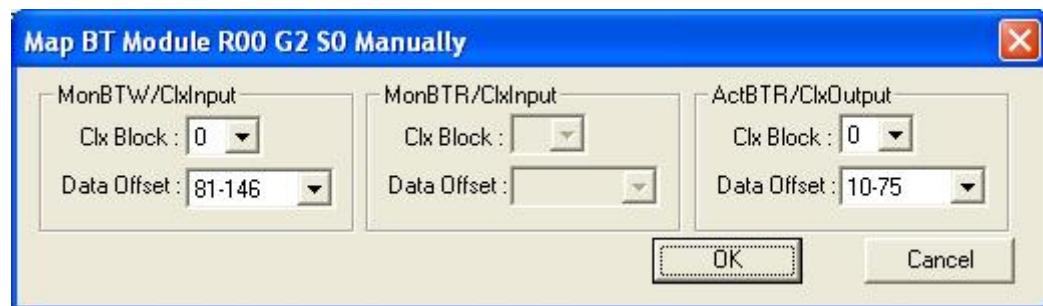 Map BT Module R00 G2 S0 Manually
MonBTW/ClxInput
Clx Block : 0
Data Offset : 81-146
MonBTR/ClxInput
Clx Block :
Data Offset :
ActBTR/ClxOutput
Clx Block : 0
Data Offset : 10-75
OK
Cancel